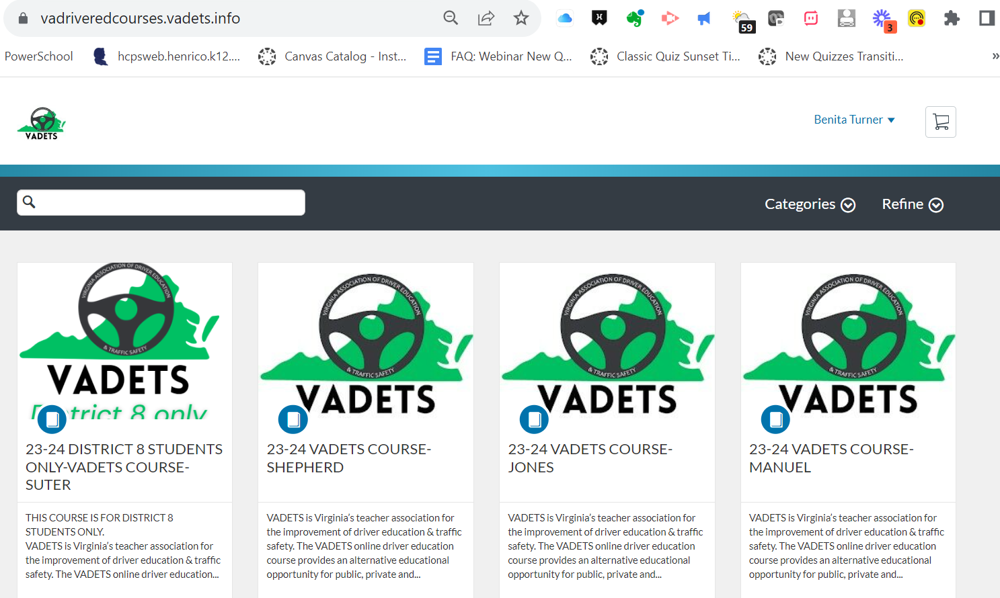 vadriveredcourses.vadets.info
59
3
PowerSchool
hcpsweb.henrico.k12....
Canvas Catalog - Inst...
FAQ: Webinar New Q...
Classic Quiz Sunset Ti...
New Quizzes Transiti...
»
VADETS
Benita Turner
Categories
Refine
VIRGINIA ASSOCIATION OF DRIVER EDUCATION
& TRAFFIC SAFETY
VADETS
District 8 only
23-24 DISTRICT 8 STUDENTS
ONLY-VADETS COURSE-
SUTER
THIS COURSE IS FOR DISTRICT 8
STUDENTS ONLY.
VADETS is Virginia’s teacher association for
the improvement of driver education & traffic
safety. The VADETS online driver education...
VIRGINIA ASSOCIATION OF DRIVER EDUCATION
& TRAFFIC SAFETY
VADETS
23-24 VADETS COURSE-
SHEPHERD
VADETS is Virginia’s teacher association for
the improvement of driver education & traffic
safety. The VADETS online driver education
course provides an alternative educational
opportunity for public, private and...
VIRGINIA ASSOCIATION OF DRIVER EDUCATION
& TRAFFIC SAFETY
VADETS
23-24 VADETS COURSE-
JONES
VADETS is Virginia’s teacher association for
the improvement of driver education & traffic
safety. The VADETS online driver education
course provides an alternative educational
opportunity for public, private and...
VIRGINIA ASSOCIATION OF DRIVER EDUCATION
& TRAFFIC SAFETY
VADETS
23-24 VADETS COURSE-
MANUEL
VADETS is Virginia’s teacher association for
the improvement of driver education & traffic
safety. The VADETS online driver education
course provides an alternative educational
opportunity for public, private and...